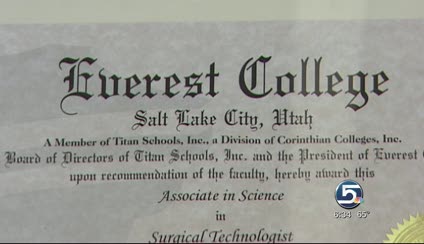 Everest College
Salt Lake City, Utah
A Member of Titan Schools, Inc., a Division of Corinthian Colleges, Inc.
Board of Directors of Titan Schools, Inc. and the President of Everest
upon recommendation of the faculty, hereby award this
Associate in Science
in
Surgical Technologist
5
6:34 65°